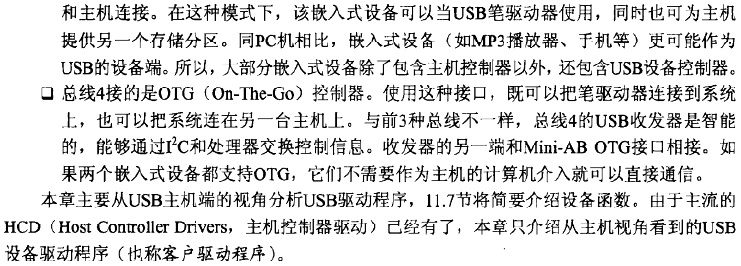 和主机连接。在这种模式下，该嵌入式设备可以当USB笔驱动器使用，同时也可为主机
提供另一个存储分区。同PC机相比，嵌入式设备（如MP3播放器、手机等）更可能作为
USB的设备端。所以，大部分嵌入式设备除了包含主机控制器以外，还包含USB设备控制器。
❑ 总线4接的是OTG（On-The-Go）控制器。使用这种接口，既可以把笔驱动器连接到系统
上，也可以把系统连在另一台主机上。与前3种总线不一样，总线4的USB收发器是智能
的，能够通过I²C和处理器交换控制信息。收发器的另一端和Mini-AB OTG接口相接。如
果两个嵌入式设备都支持OTG，它们不需要作为主机的计算机介入就可以直接通信。
本章主要从USB主机端的视角分析USB驱动程序，11.7节将简要介绍设备函数。由于主流的
HCD（Host Controller Drivers，主机控制器驱动）已经有了，本章只介绍从主机视角看到的USB
设备驱动程序（也称客户驱动程序）。